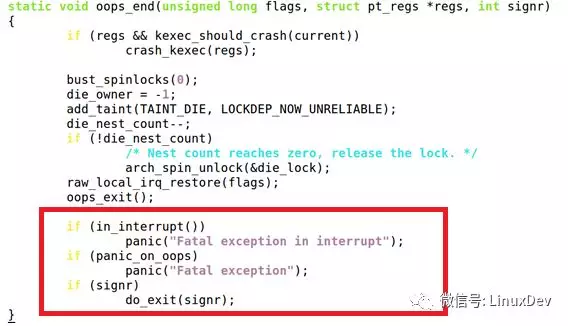 static void oops_end(unsigned long flags, struct pt_regs *regs, int signr)
{
        if (regs && kexec_should_crash(current))
                crash_kexec(regs);

        bust_spinlocks(0);
        die_owner = -1;
        add_taint(TAINT_DIE, LOCKDEP_NOW_UNRELIABLE);
        die_nest_count--;
        if (!die_nest_count)
                /* Nest count reaches zero, release the lock. */
                arch_spin_unlock(&die_lock);
        raw_local_irq_restore(flags);
        oops_exit();

        if (in_interrupt())
                panic("Fatal exception in interrupt");
        if (panic_on_oops)
                panic("Fatal exception");
        if (signr)
                do_exit(signr);
}
微信号: LinuxDev